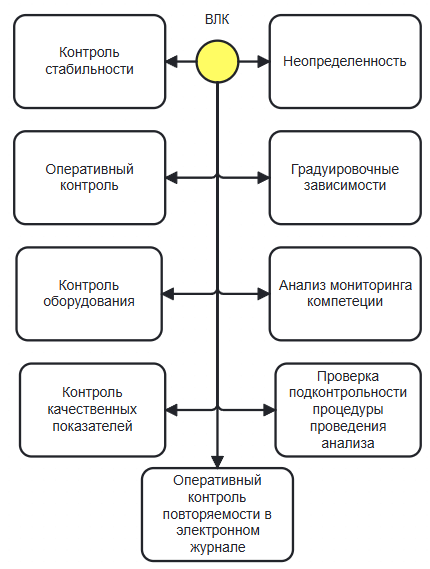 ВЛК
Контроль
стабильности
Неопределенность
Оперативный
контроль
Градуировочные
зависимости
Контроль
оборудования
Анализ мониторинга
компетеции
Контроль
качественных
показателей
Проверка
подконтрольности
процедуры
проведения
анализа
Оперативный
контроль
повторяемости в
электронном
журнале